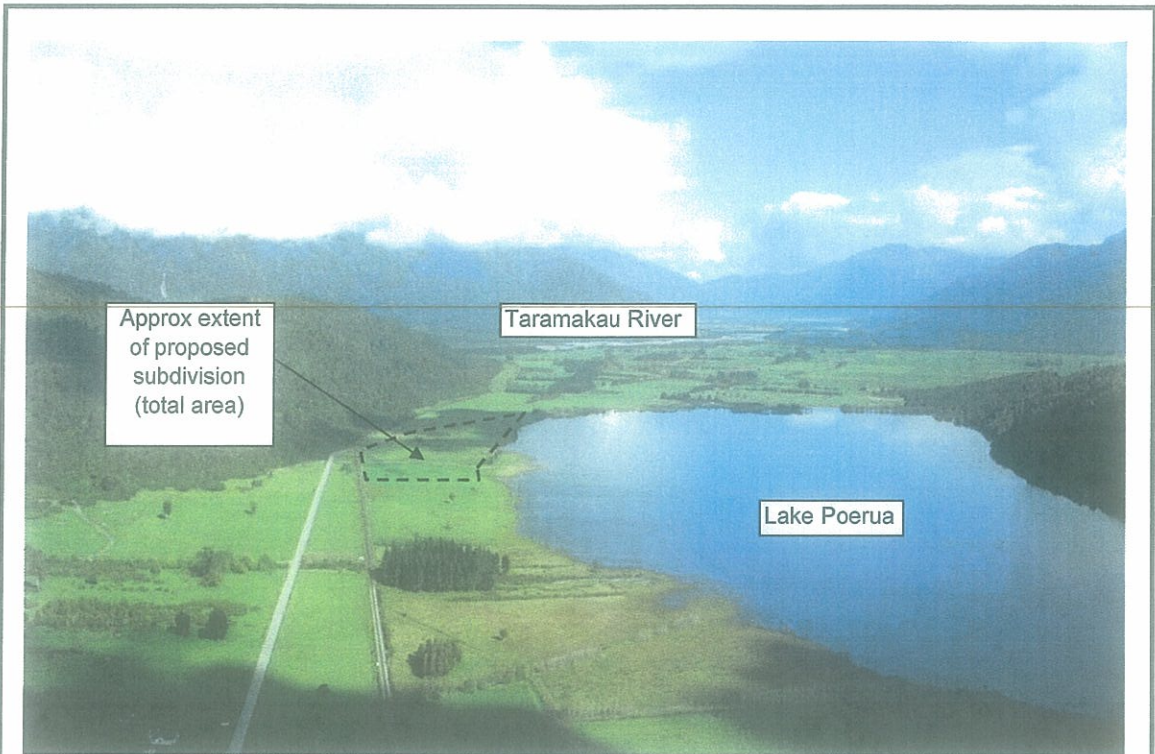 Approx extent
of proposed
subdivision
(total area)
Taramakau River
Lake Poerua